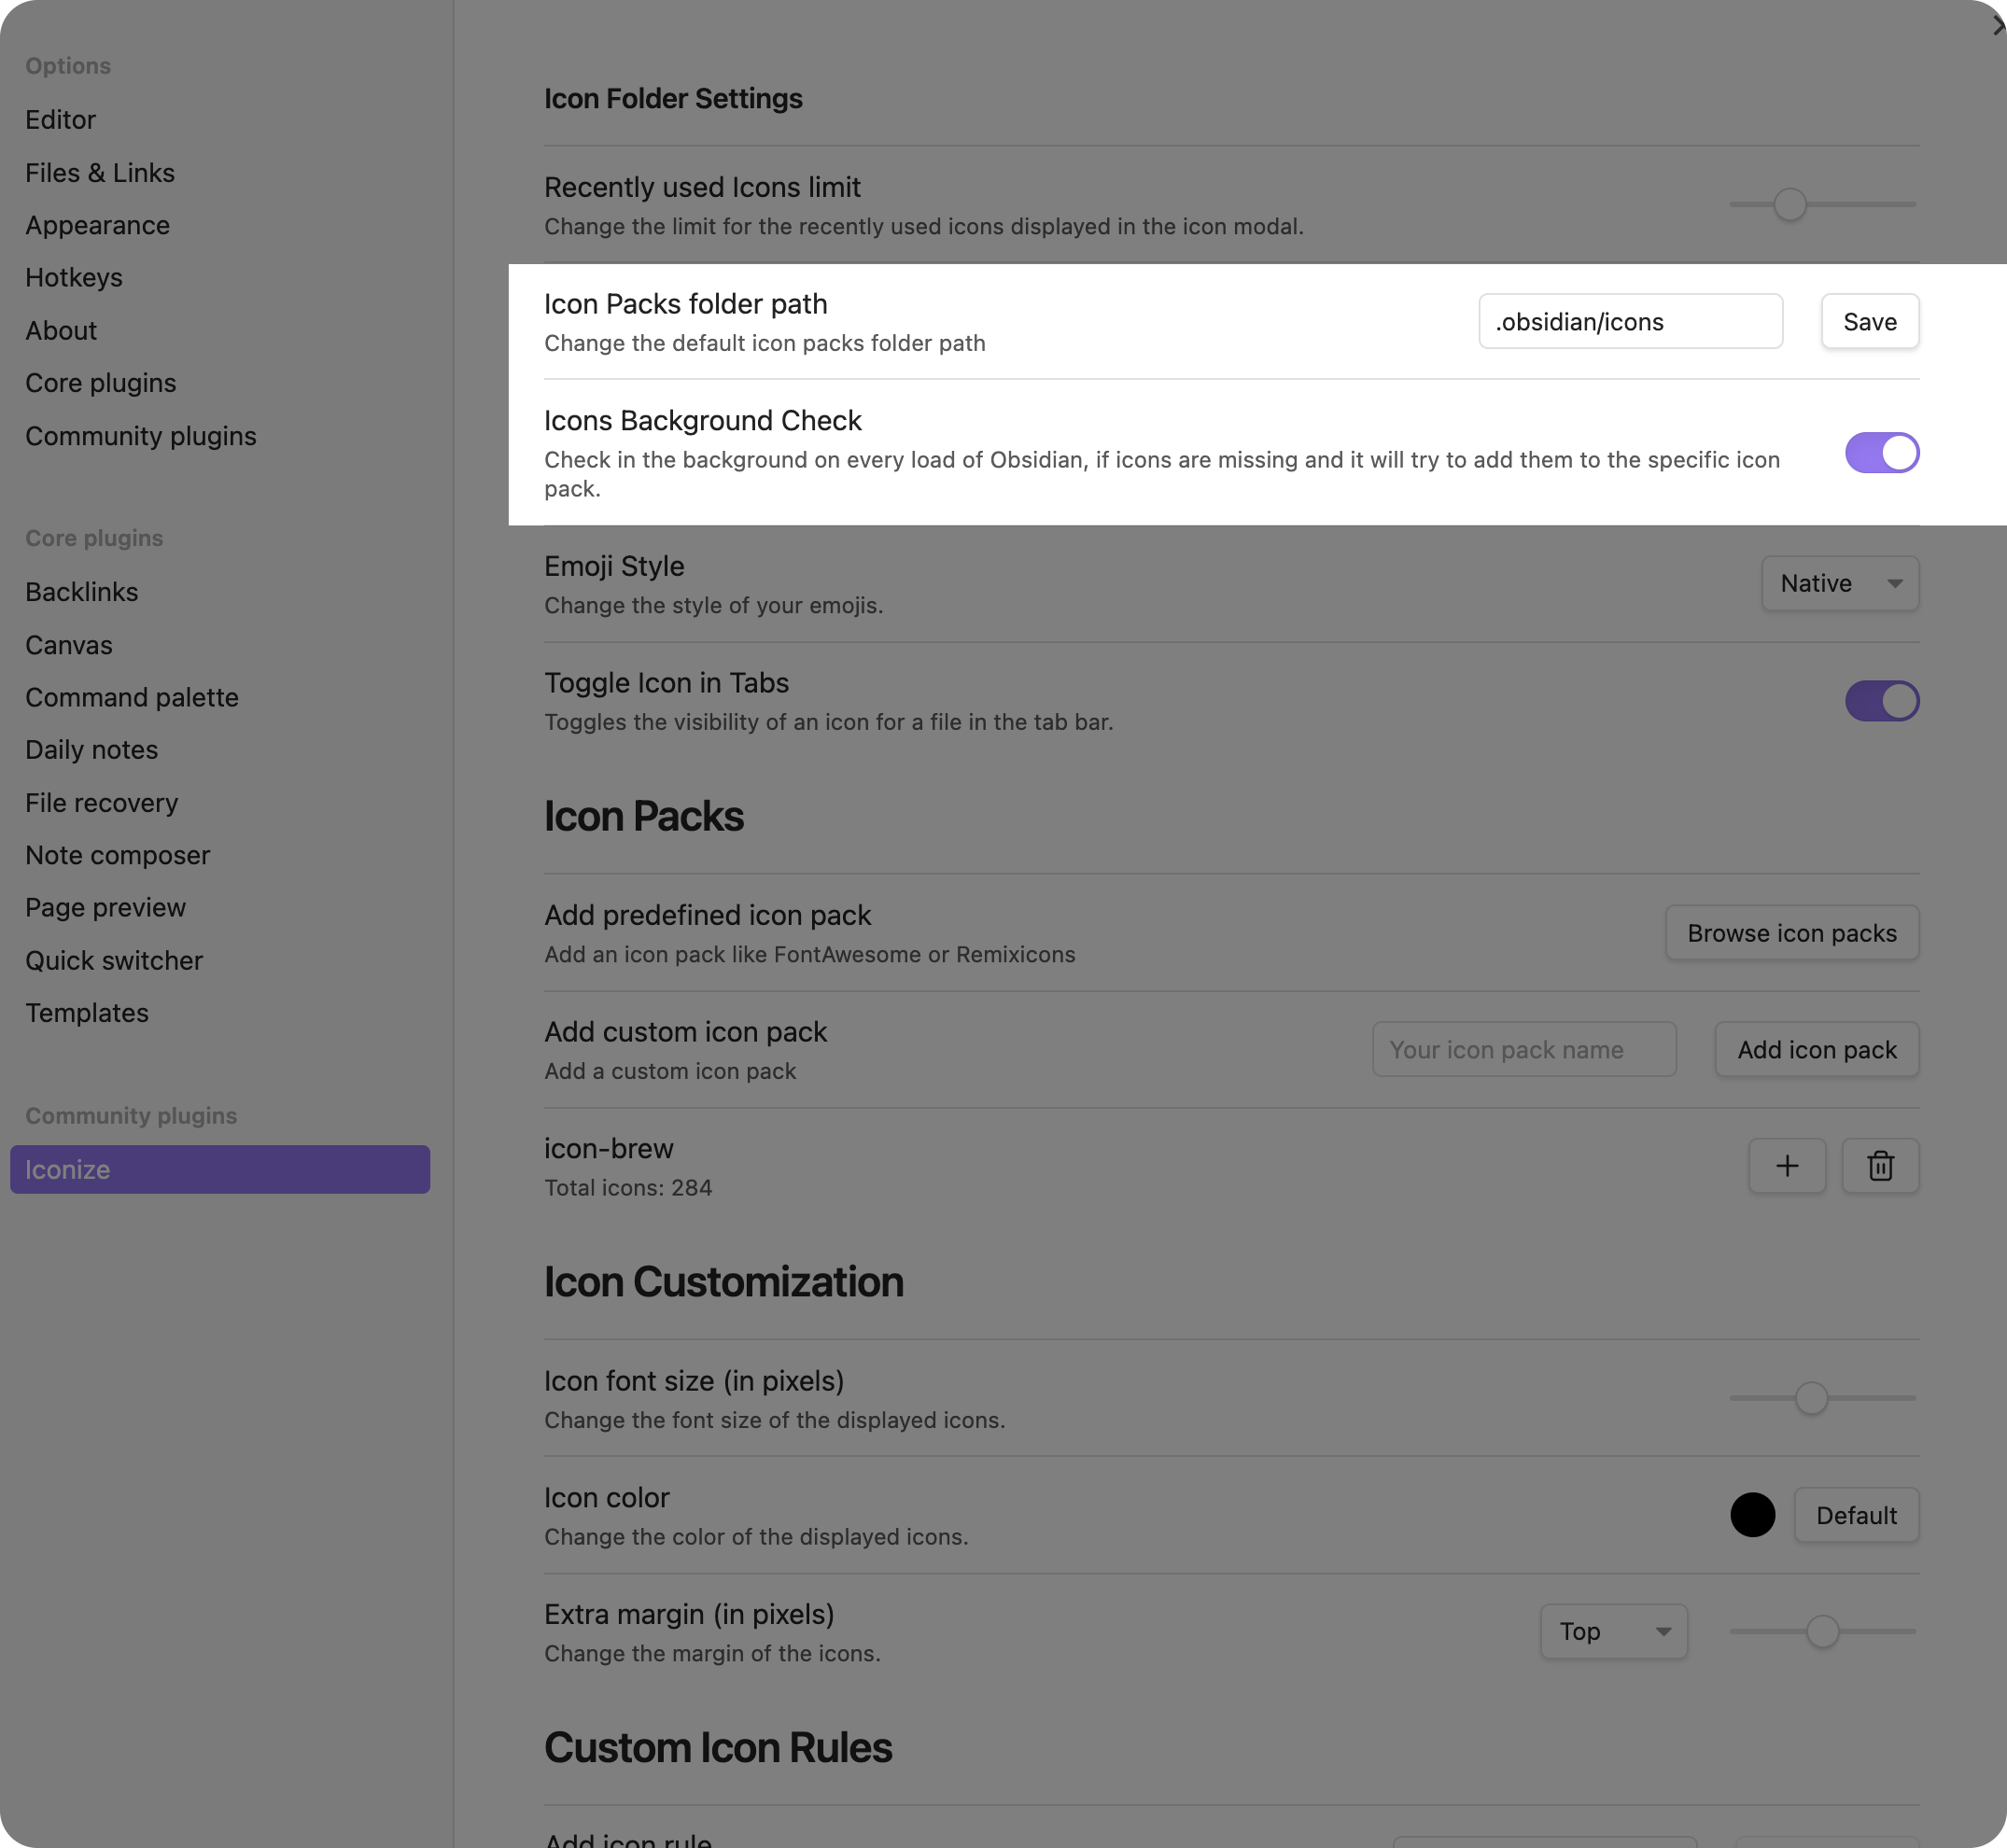 Options
Editor
Files & Links
Appearance
Hotkeys
About
Core plugins
Community plugins
Core plugins
Backlinks
Canvas
Command palette
Daily notes
File recovery
Note composer
Page preview
Quick switcher
Templates
Community plugins
Iconize
Icon Folder Settings
Recently used Icons limit
Change the limit for the recently used icons displayed in the icon modal.
Icon Packs folder path
Change the default icon packs folder path
.obsidian/icons
Save
Icons Background Check
Check in the background on every load of Obsidian, if icons are missing and it will try to add them to the specific icon
pack.
Emoji Style
Change the style of your emojis.
Native
Toggle Icon in Tabs
Toggles the visibility of an icon for a file in the tab bar.
Icon Packs
Add predefined icon pack
Add an icon pack like FontAwesome or Remixicons
Browse icon packs
Add custom icon pack
Add a custom icon pack
Your icon pack name
Add icon pack
icon-brew
Total icons: 284
Icon Customization
Icon font size (in pixels)
Change the font size of the displayed icons.
Icon color
Change the color of the displayed icons.
Default
Extra margin (in pixels)
Change the margin of the icons.
Top
Custom Icon Rules
Add icon rule